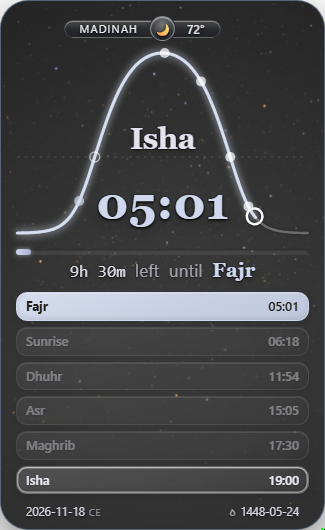 MADINAH 72°
Isha
05:01
9h 30m left until Fajr
Fajr 05:01
Sunrise 06:18
Dhuhr 11:54
Asr 15:05
Maghrib 17:30
Isha 19:00
2026-11-18 CE 1448-05-24